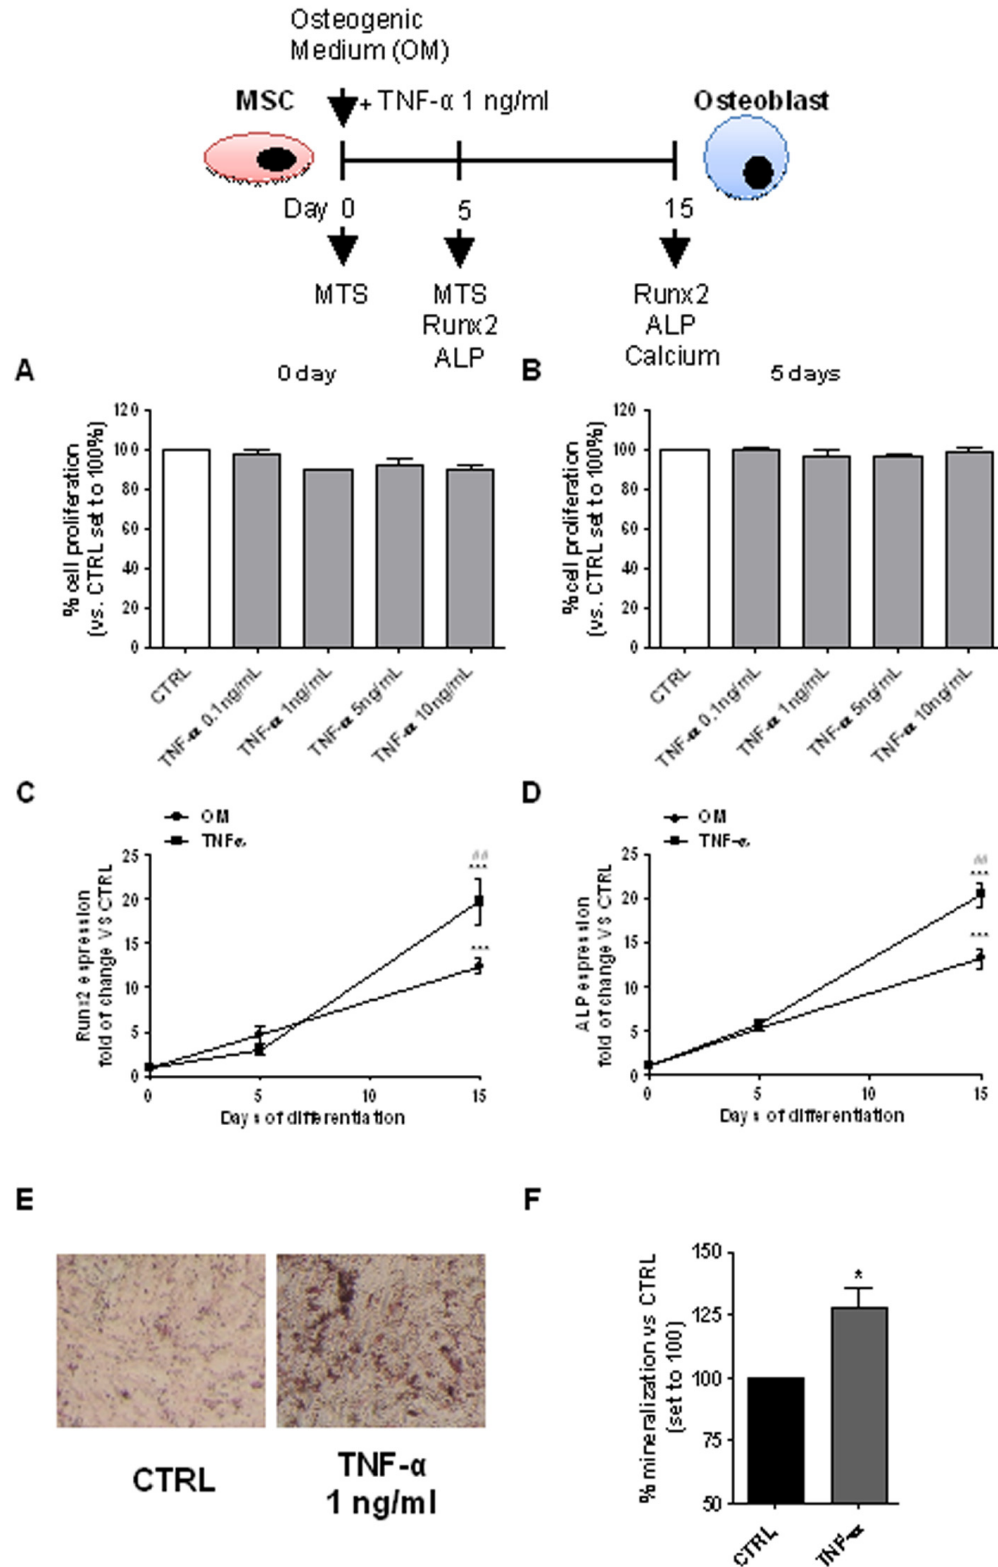 Osteogenic
Medium (OM)
MSC
+ TNF-α 1 ng/ml
Osteoblast
Day 0
5
15
MTS
MTS
Runx2
Runx2
ALP
ALP
Calcium
A
0 day
B
5 days
% cell proliferation
(vs. CTRL set to 100%)
120
100
80
60
40
20
0
CTRL
TNF-α 0.1ng/mL
TNF-α 1ng/mL
TNF-α 5ng/mL
TNF-α 10ng/mL
% cell proliferation
(vs. CTRL set to 100%)
120
100
80
60
40
20
0
CTRL
TNF-α 0.1ng/mL
TNF-α 1ng/mL
TNF-α 5ng/mL
TNF-α 10ng/mL
C
OM
TNFα
Runx2 expression
fold of change VS CTRL
25
20
15
10
5
0
##
***
***
0
5
10
15
Days of differentiation
D
OM
TNF-α
ALP expression
fold of change VS CTRL
25
20
15
10
5
0
##
***
***
0
5
10
15
Days of differentiation
E
CTRL
TNF-α
1 ng/ml
F
% mineralization vs CTRL
(set to 100)
150
125
100
75
50
*
CTRL
TNF-α